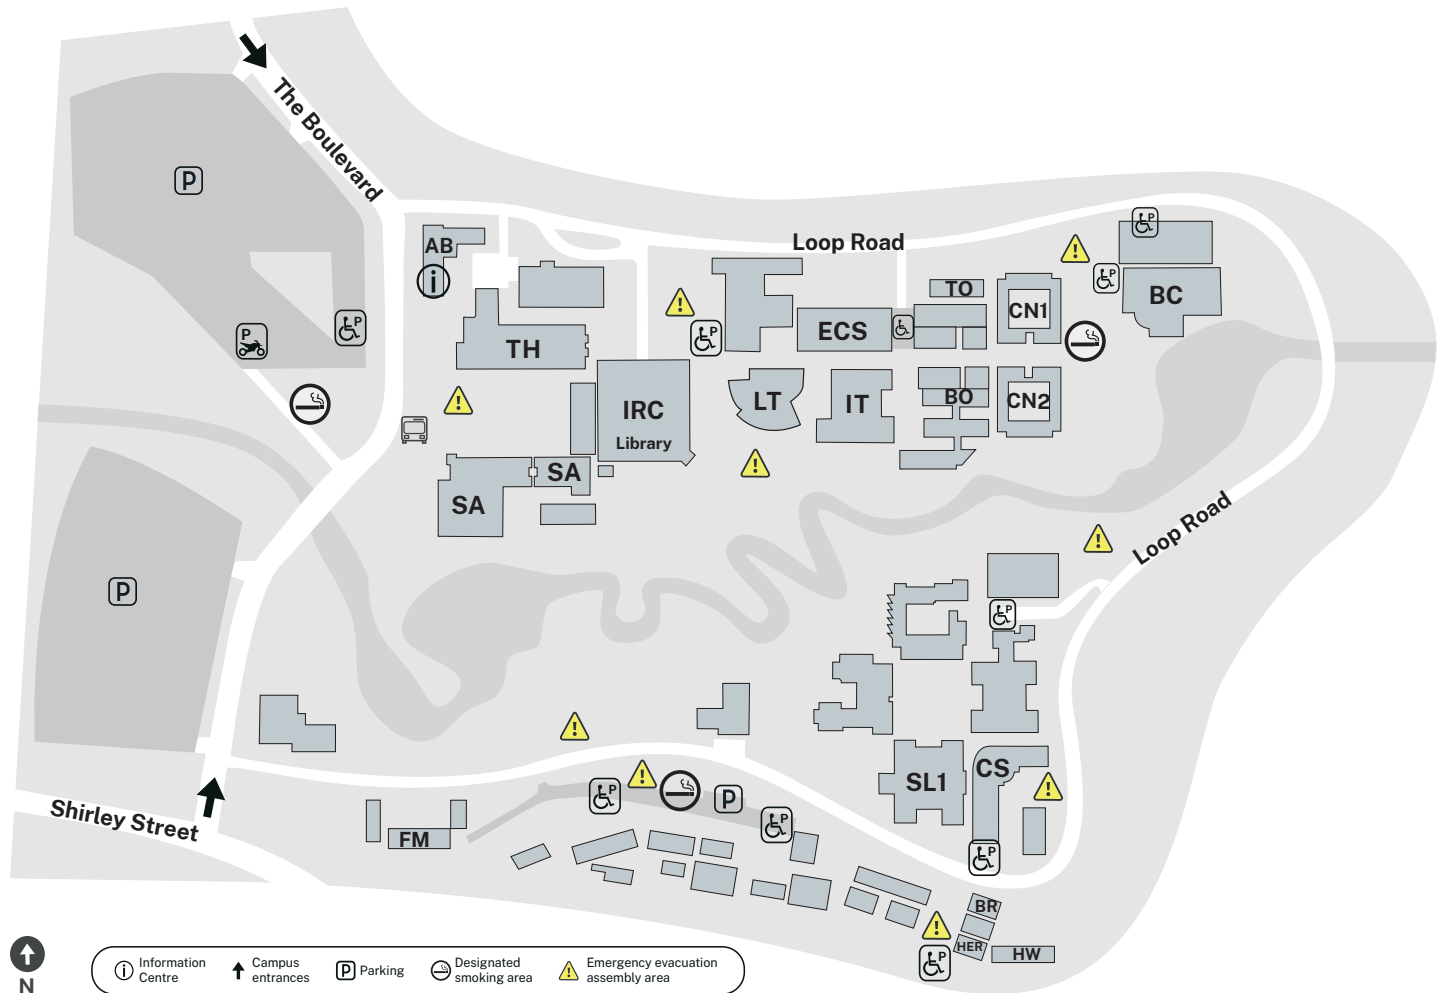 The Boulevard
P
Loop Road
P
AB
i
TO
P
BC
CN1
P
P
TH
P
ECS
IRC
Library
LT
IT
BO
CN2
SA
SA
Loop Road
P
P
SL1
CS
P
P
P
Shirley Street
FM
P
BR
HER
HW
P
N
i Information
Centre
Campus
entrances
P Parking
Designated
smoking area
Emergency evacuation
assembly area